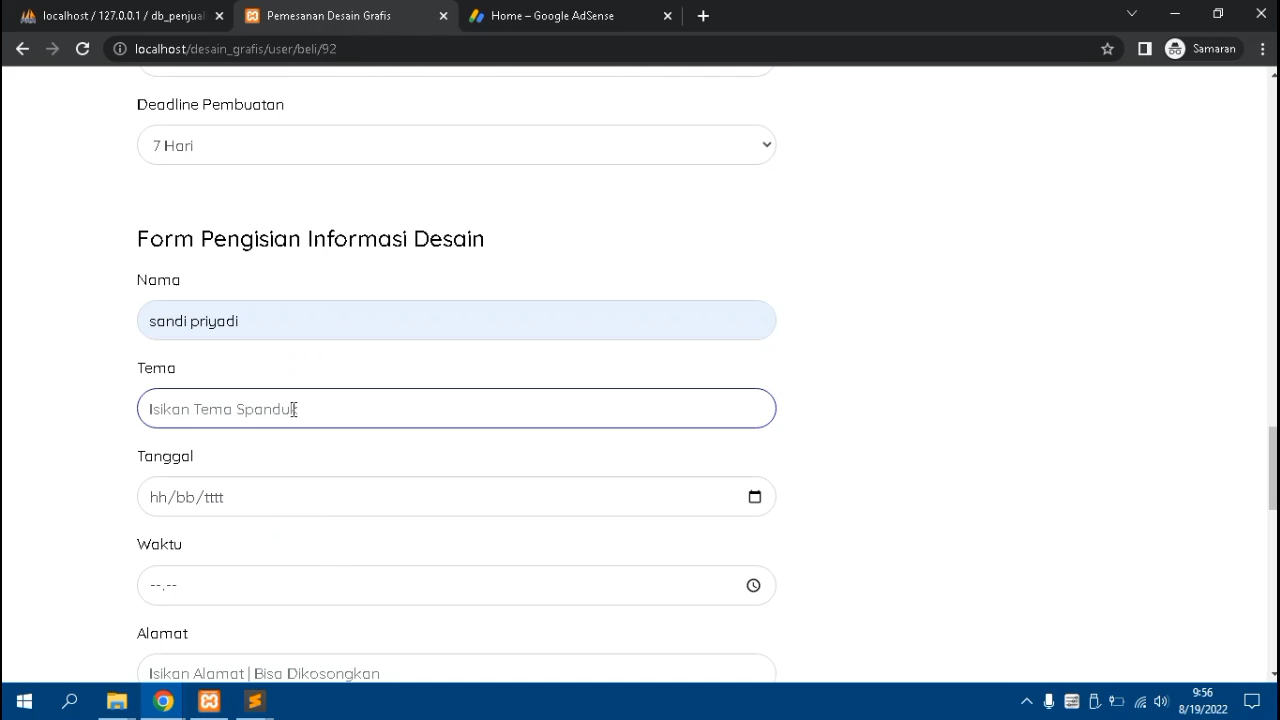 localhost / 127.0.0.1 / db_penjual
Pemesanan Desain Grafis
Home – Google AdSense
localhost/desain_grafis/user/beli/92
Samaran
Deadline Pembuatan
7 Hari
Form Pengisian Informasi Desain
Nama
sandi priyadi
Tema
Isikan Tema Spanduk
Tanggal
hh/bb/tttt
Waktu
--.--
Alamat
Isikan Alamat | Bisa Dikosongkan
9:56
8/19/2022